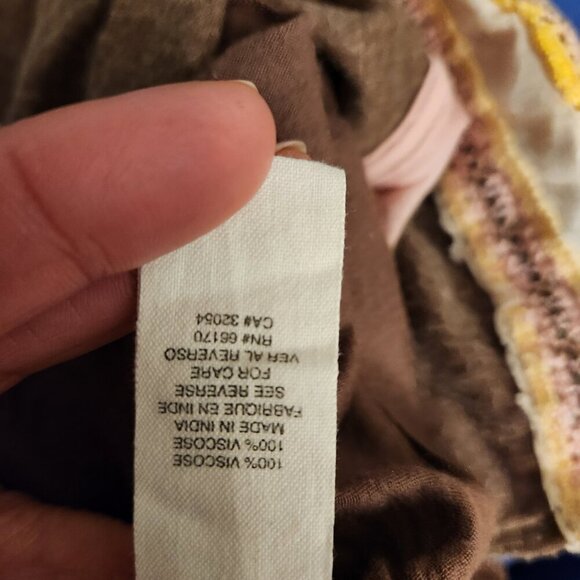 100% VISCOSE
100% VISCOSE
MADE IN INDIA
FABRIQUE EN INDE
SEE REVERSE
FOR CARE
VER AL REVERSO
RN# 66170
CA# 32054